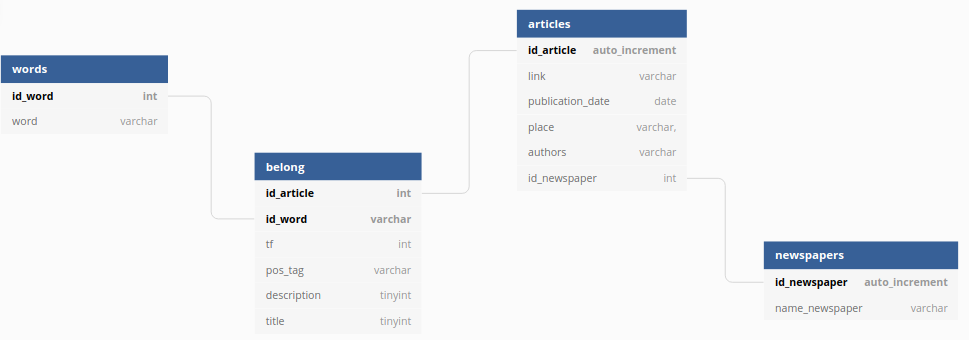 words
id_word int
word varchar
belong
id_article int
id_word varchar
tf int
pos_tag varchar
description tinyint
title tinyint
articles
id_article auto_increment
link varchar
publication_date date
place varchar,
authors varchar
id_newspaper int
newspapers
id_newspaper auto_increment
name_newspaper varchar